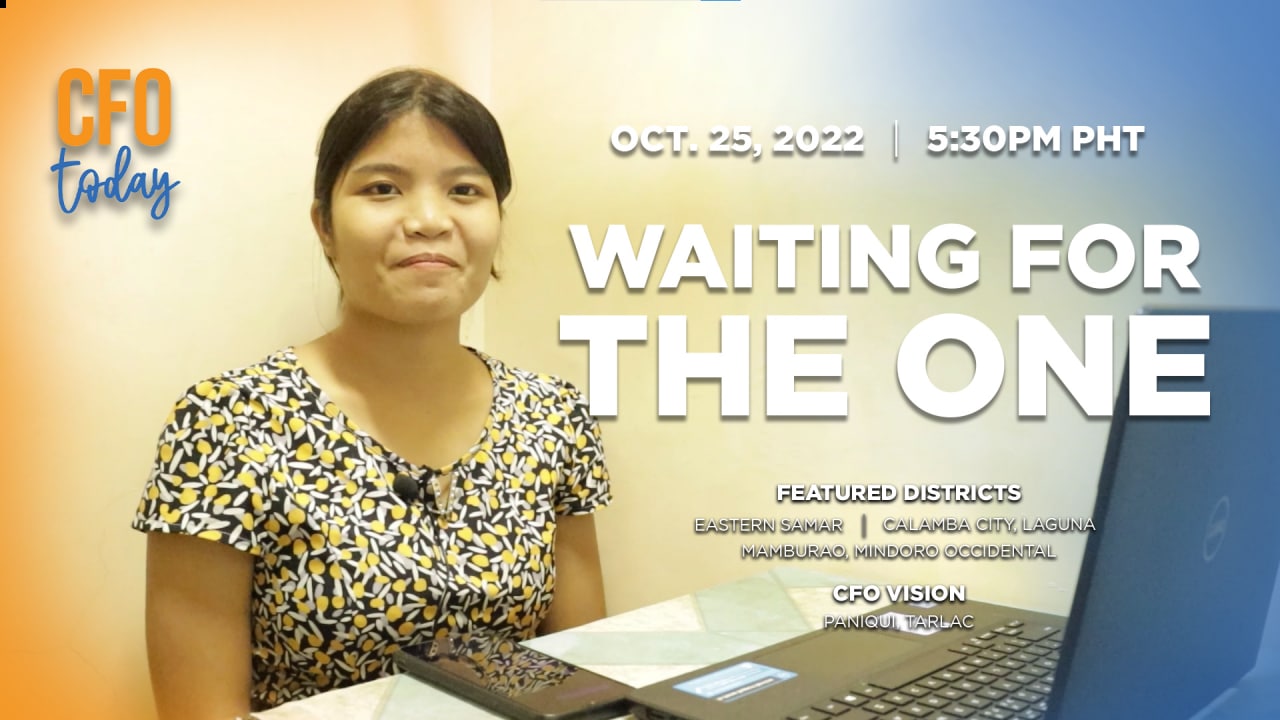 CFO
today
OCT. 25, 2022 | 5:30PM PHT
WAITING FOR
THE ONE
FEATURED DISTRICTS
EASTERN SAMAR | CALAMBA CITY, LAGUNA
MAMBURAO, MINDORO OCCIDENTAL
CFO VISION
PANIQUI, TARLAC